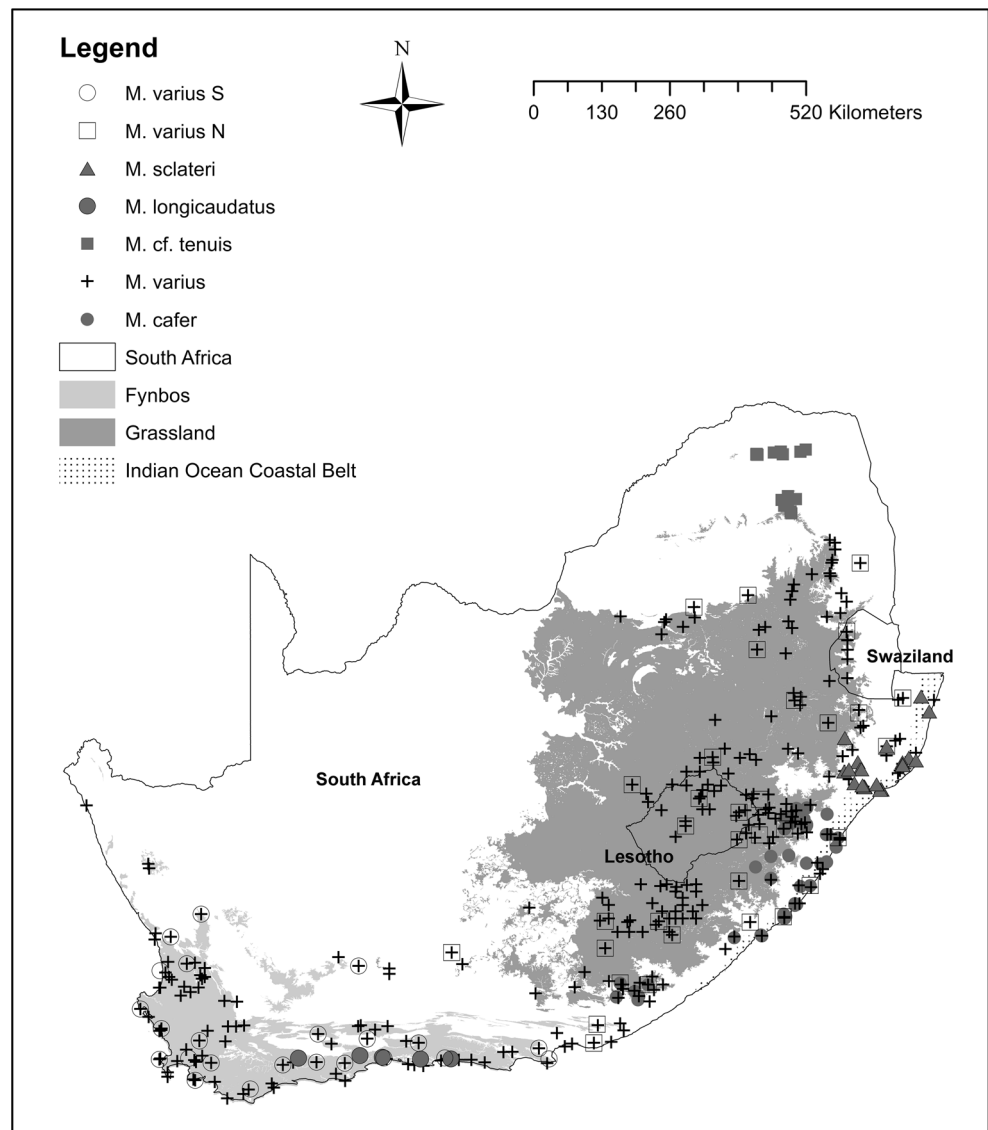 Legend
M. varius S
M. varius N
M. sclateri
M. longicaudatus
M. cf. tenuis
M. varius
M. cafer
South Africa
Fynbos
Grassland
Indian Ocean Coastal Belt
N
0 130 260 520 Kilometers
Swaziland
South Africa
Lesotho